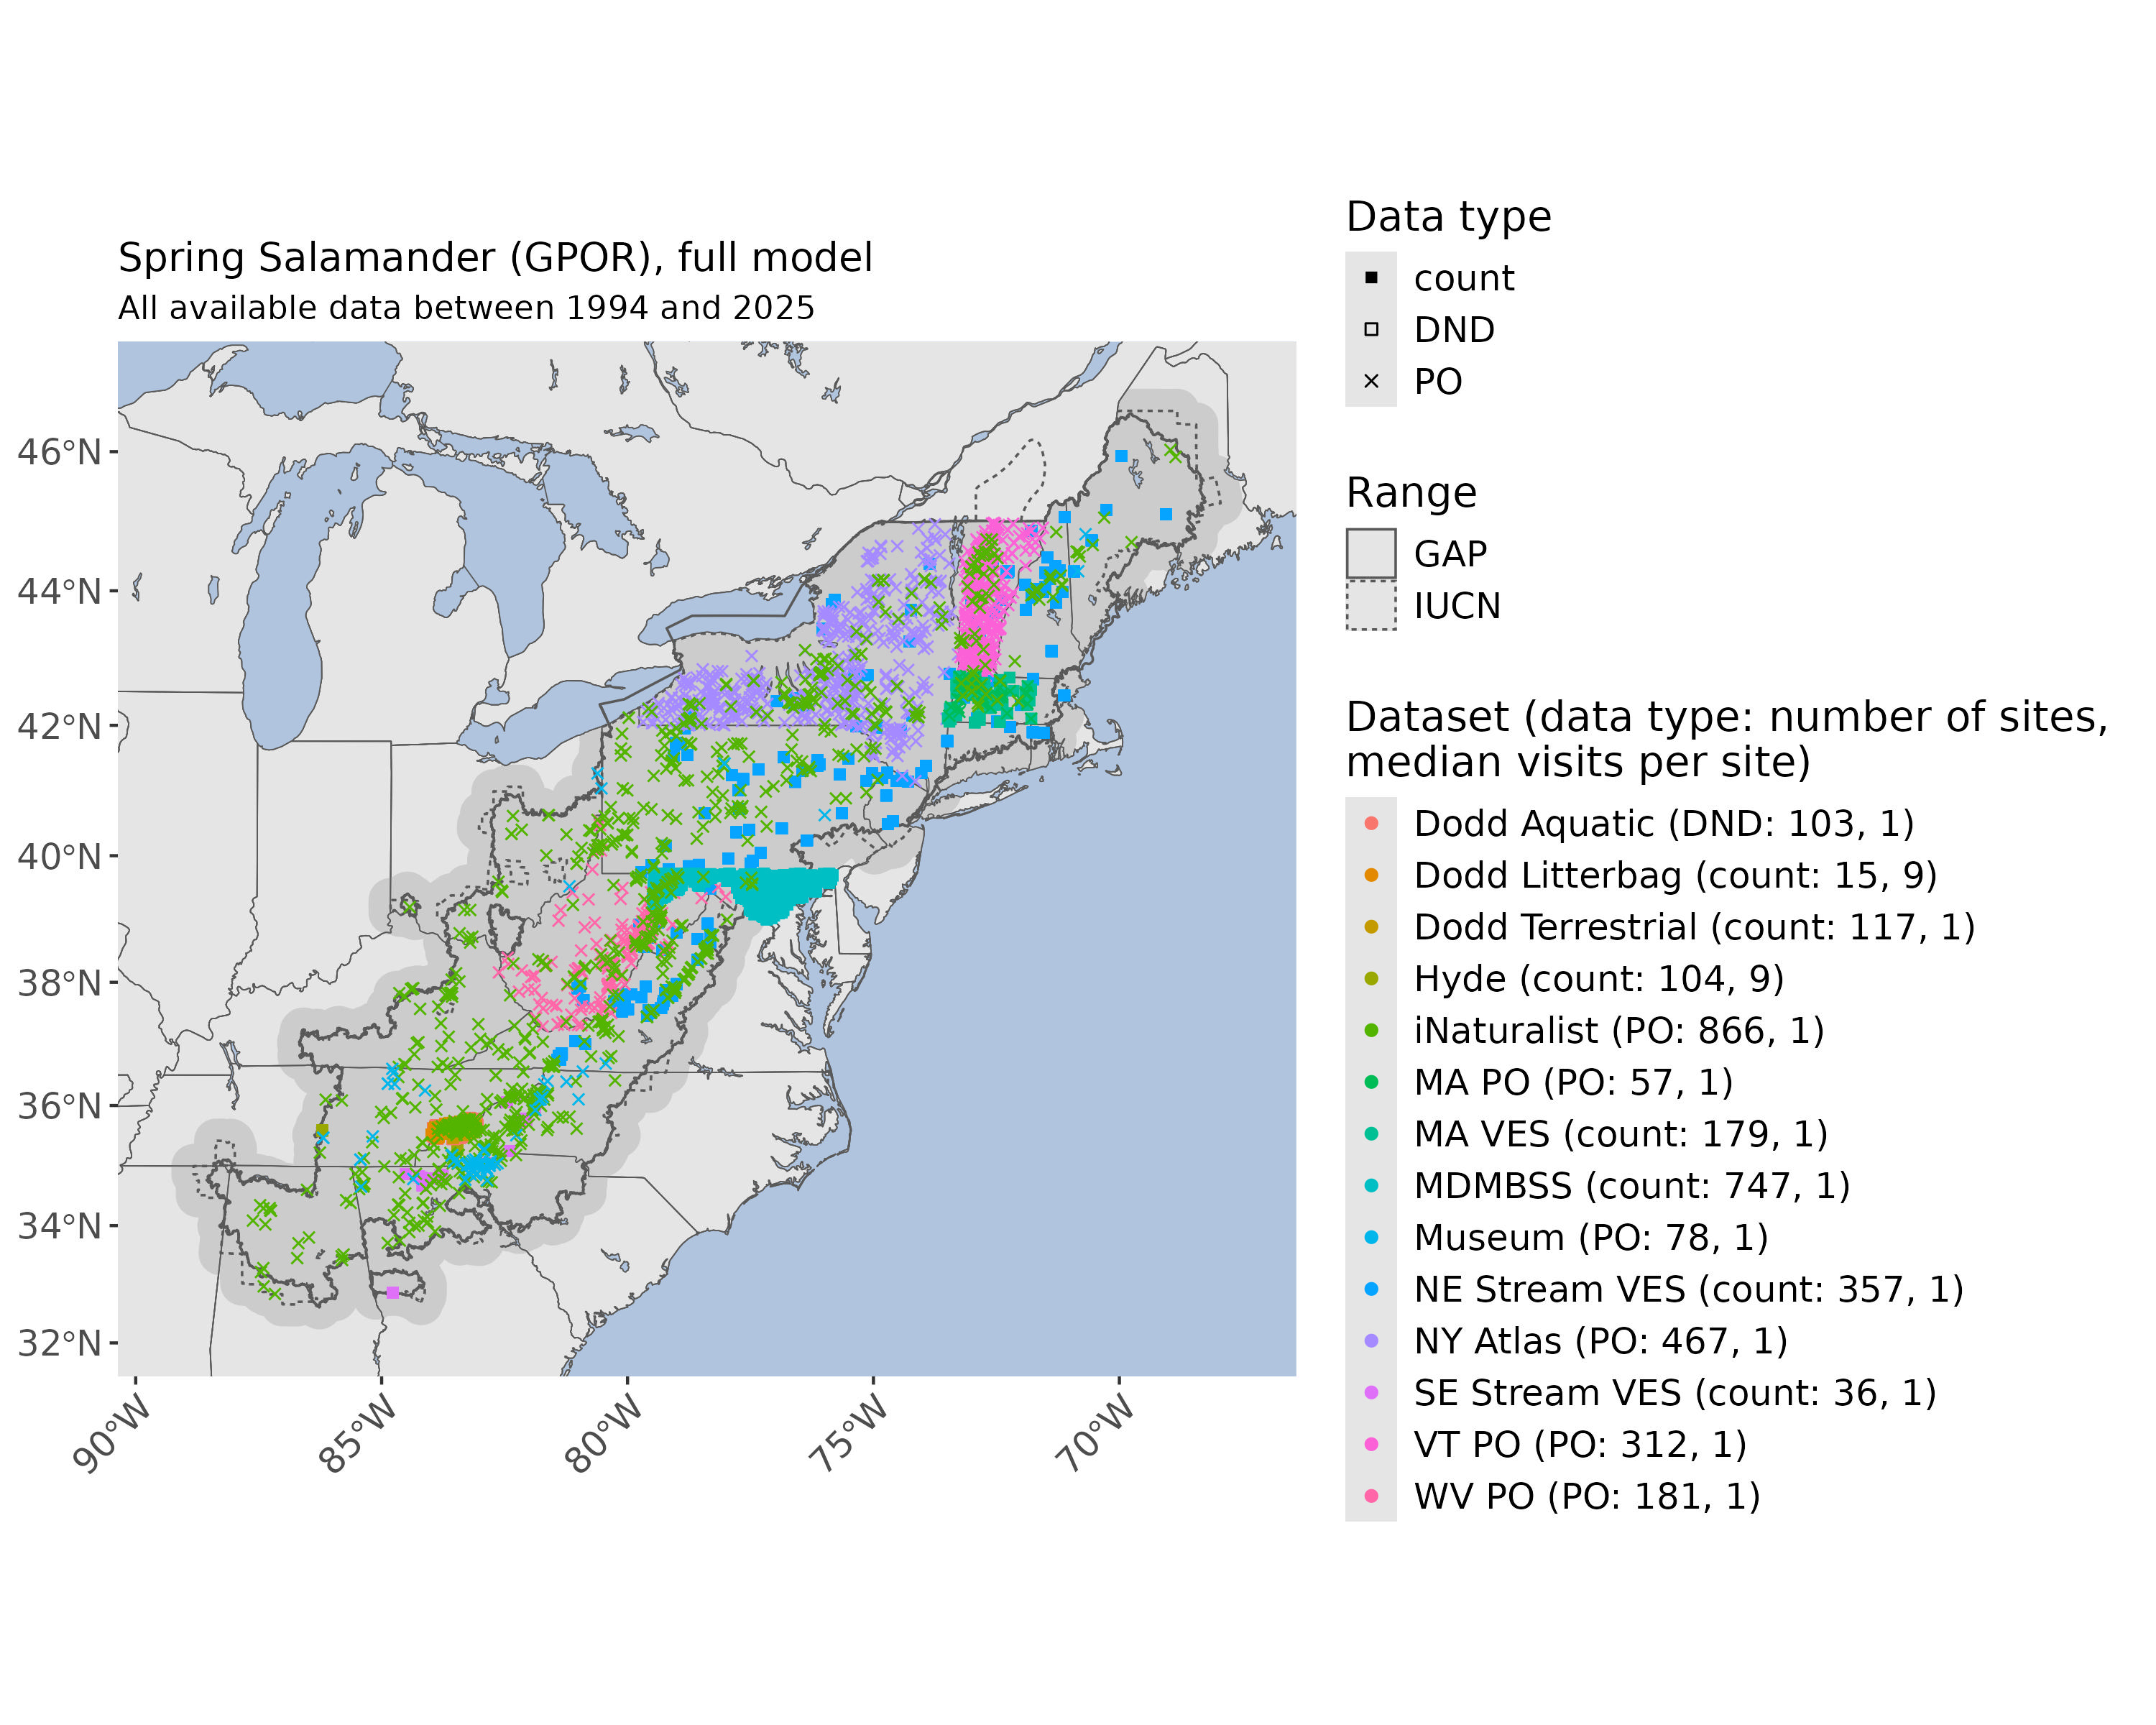 Spring Salamander (GPOR), full model
All available data between 1994 and 2025
46°N
44°N
42°N
40°N
38°N
36°N
34°N
32°N
90°W
85°W
80°W
75°W
70°W
Data type
count
DND
PO
Range
GAP
IUCN
Dataset (data type: number of sites,
median visits per site)
Dodd Aquatic (DND: 103, 1)
Dodd Litterbag (count: 15, 9)
Dodd Terrestrial (count: 117, 1)
Hyde (count: 104, 9)
iNaturalist (PO: 866, 1)
MA PO (PO: 57, 1)
MA VES (count: 179, 1)
MDMBSS (count: 747, 1)
Museum (PO: 78, 1)
NE Stream VES (count: 357, 1)
NY Atlas (PO: 467, 1)
SE Stream VES (count: 36, 1)
VT PO (PO: 312, 1)
WV PO (PO: 181, 1)